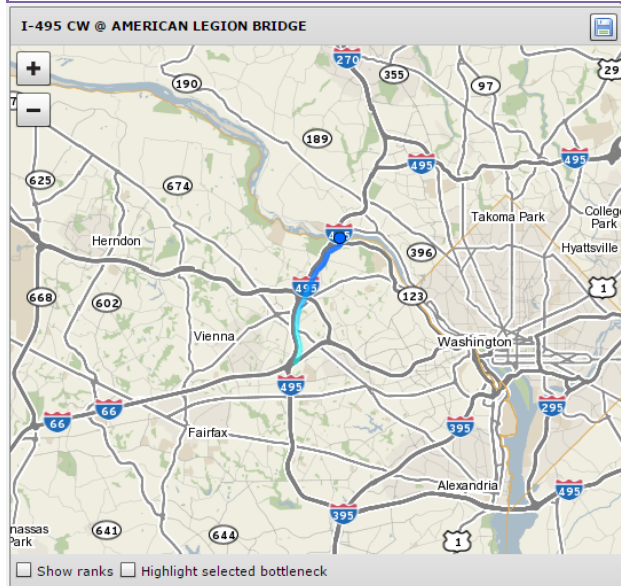 I-495 CW @ AMERICAN LEGION BRIDGE
+
−
270
355
97
29
190
189
495
495
625
674
Takoma Park
College
Park
Herndon
396
Hyattsville
495
1
668
602
123
Vienna
Washington
495
66
66
395
295
Fairfax
Alexandria
495
395
nassas
Park
641
644
1
Show ranks
Highlight selected bottleneck